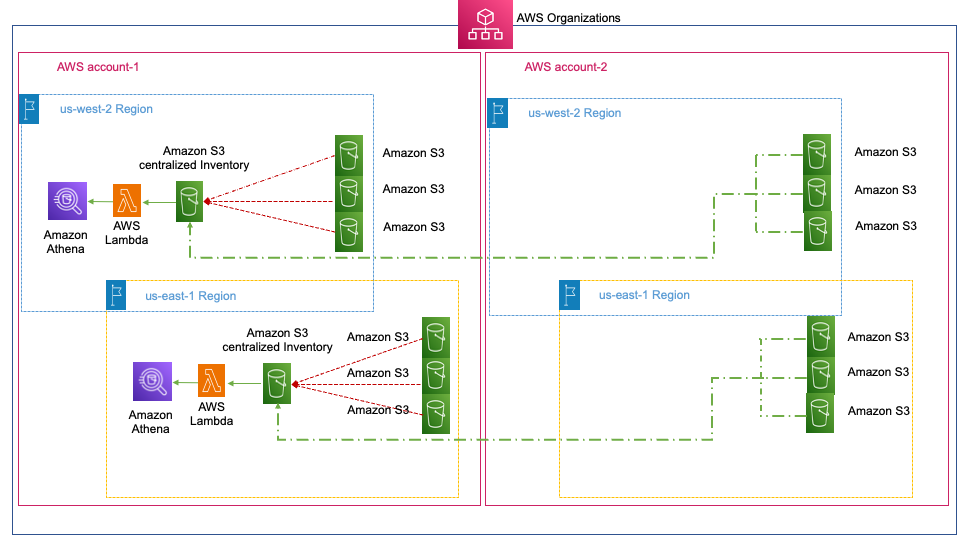 AWS Organizations
AWS account-1
us-west-2 Region
Amazon S3
centralized Inventory
Amazon S3
Amazon S3
Amazon S3
Amazon
Athena
AWS
Lambda
us-east-1 Region
Amazon S3
centralized Inventory
Amazon S3
Amazon S3
Amazon S3
Amazon
Athena
AWS
Lambda
AWS account-2
us-west-2 Region
Amazon S3
Amazon S3
Amazon S3
us-east-1 Region
Amazon S3
Amazon S3
Amazon S3